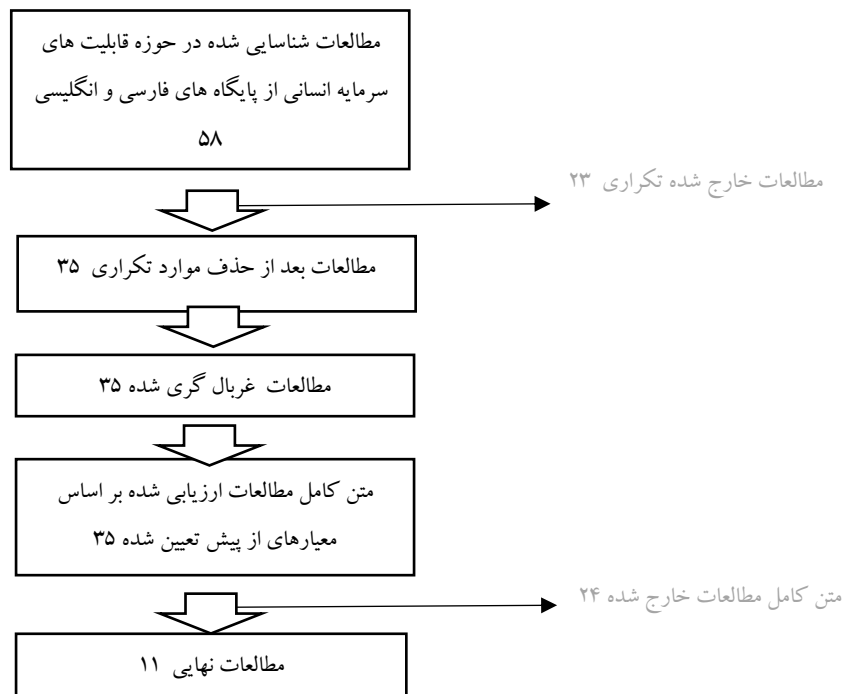 مطالعات شناسایی شده در حوزه قابلیت های
سرمایه انسانی از پایگاه های فارسی و انگلیسی
۵۸
مطالعات خارج شده تکراری ۲۳
مطالعات بعد از حذف موارد تکراری ۳۵
مطالعات غربال گری شده ۳۵
متن کامل مطالعات ارزیابی شده بر اساس
معیارهای از پیش تعیین شده ۳۵
متن کامل مطالعات خارج شده ۲۴
مطالعات نهایی ۱۱